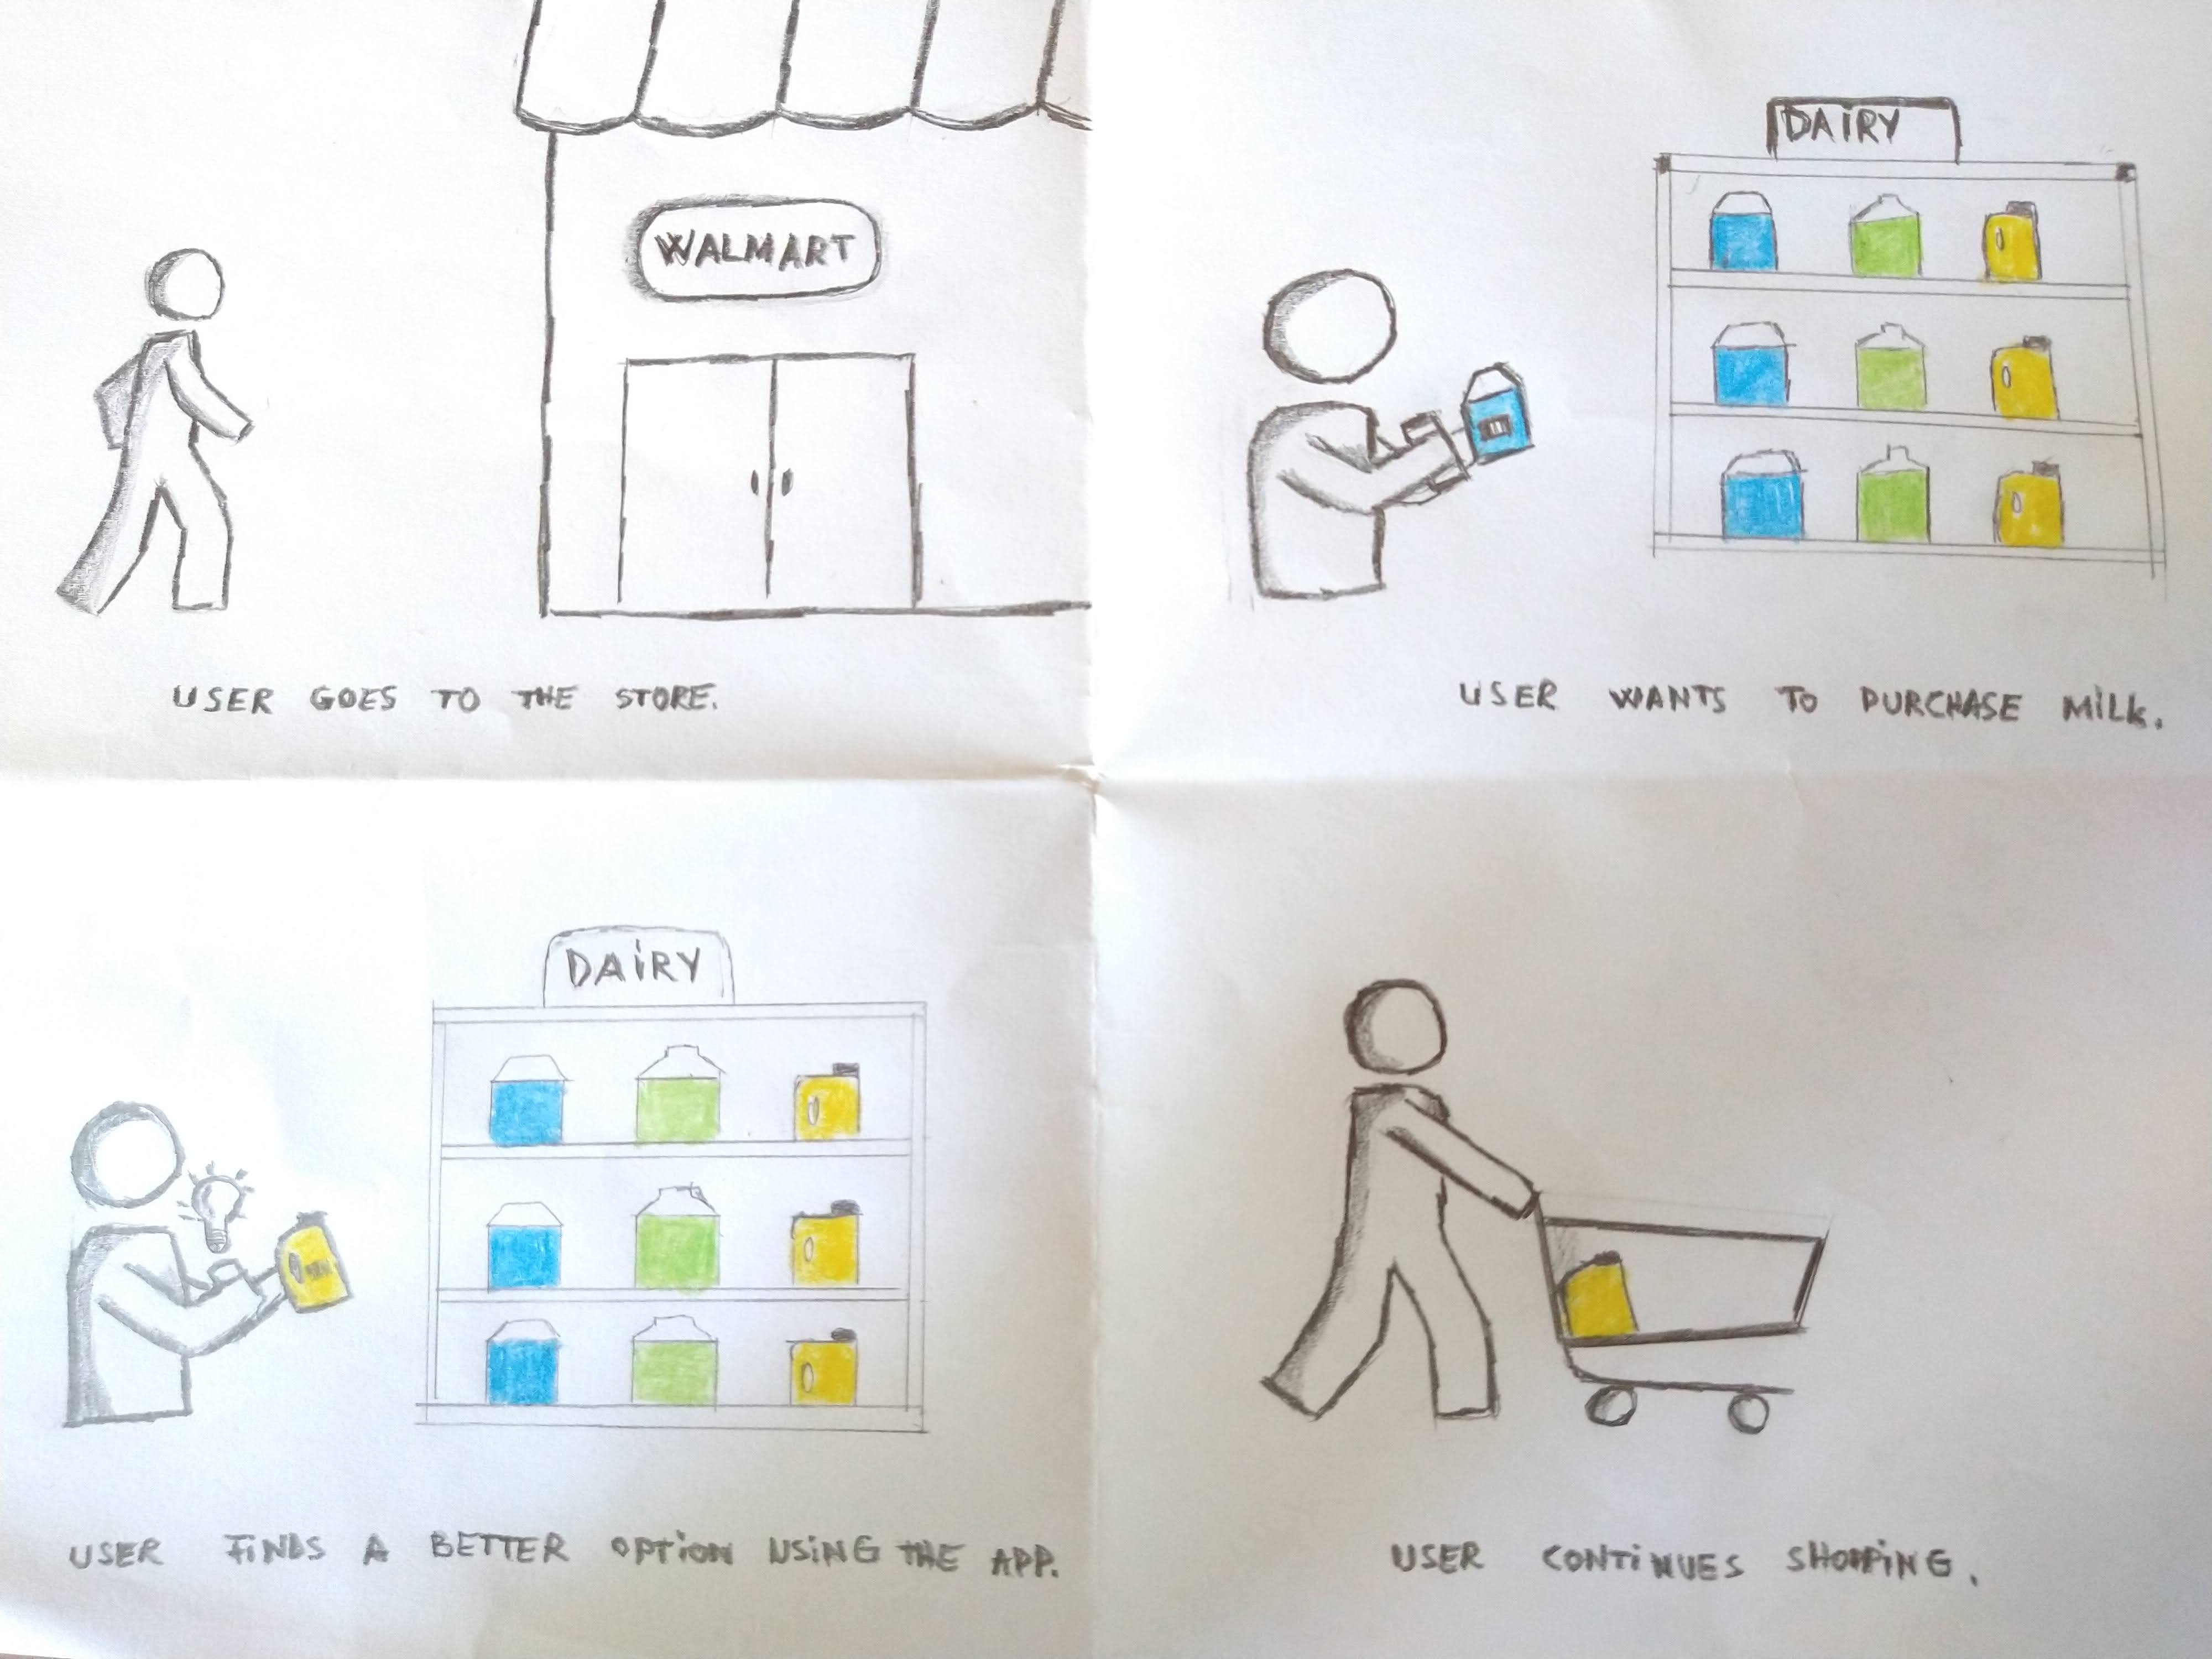 WALMART
USER GOES TO THE STORE.
DAiRY
USER WANTS TO PURCHASE MiLK.
DAiRY
USER FiNDS A BETTER OPTiON USiNG THE APP.
USER CONTiNUES SHOPPiNG.